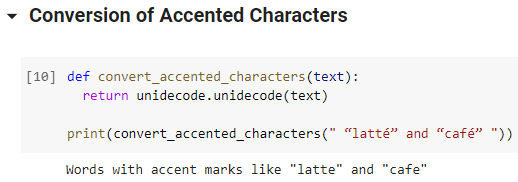 Conversion of Accented Characters
[10] def convert_accented_characters(text):
return unidecode.unidecode(text)
print(convert_accented_characters(" “latté” and “café” "))
Words with accent marks like "latte" and "cafe"